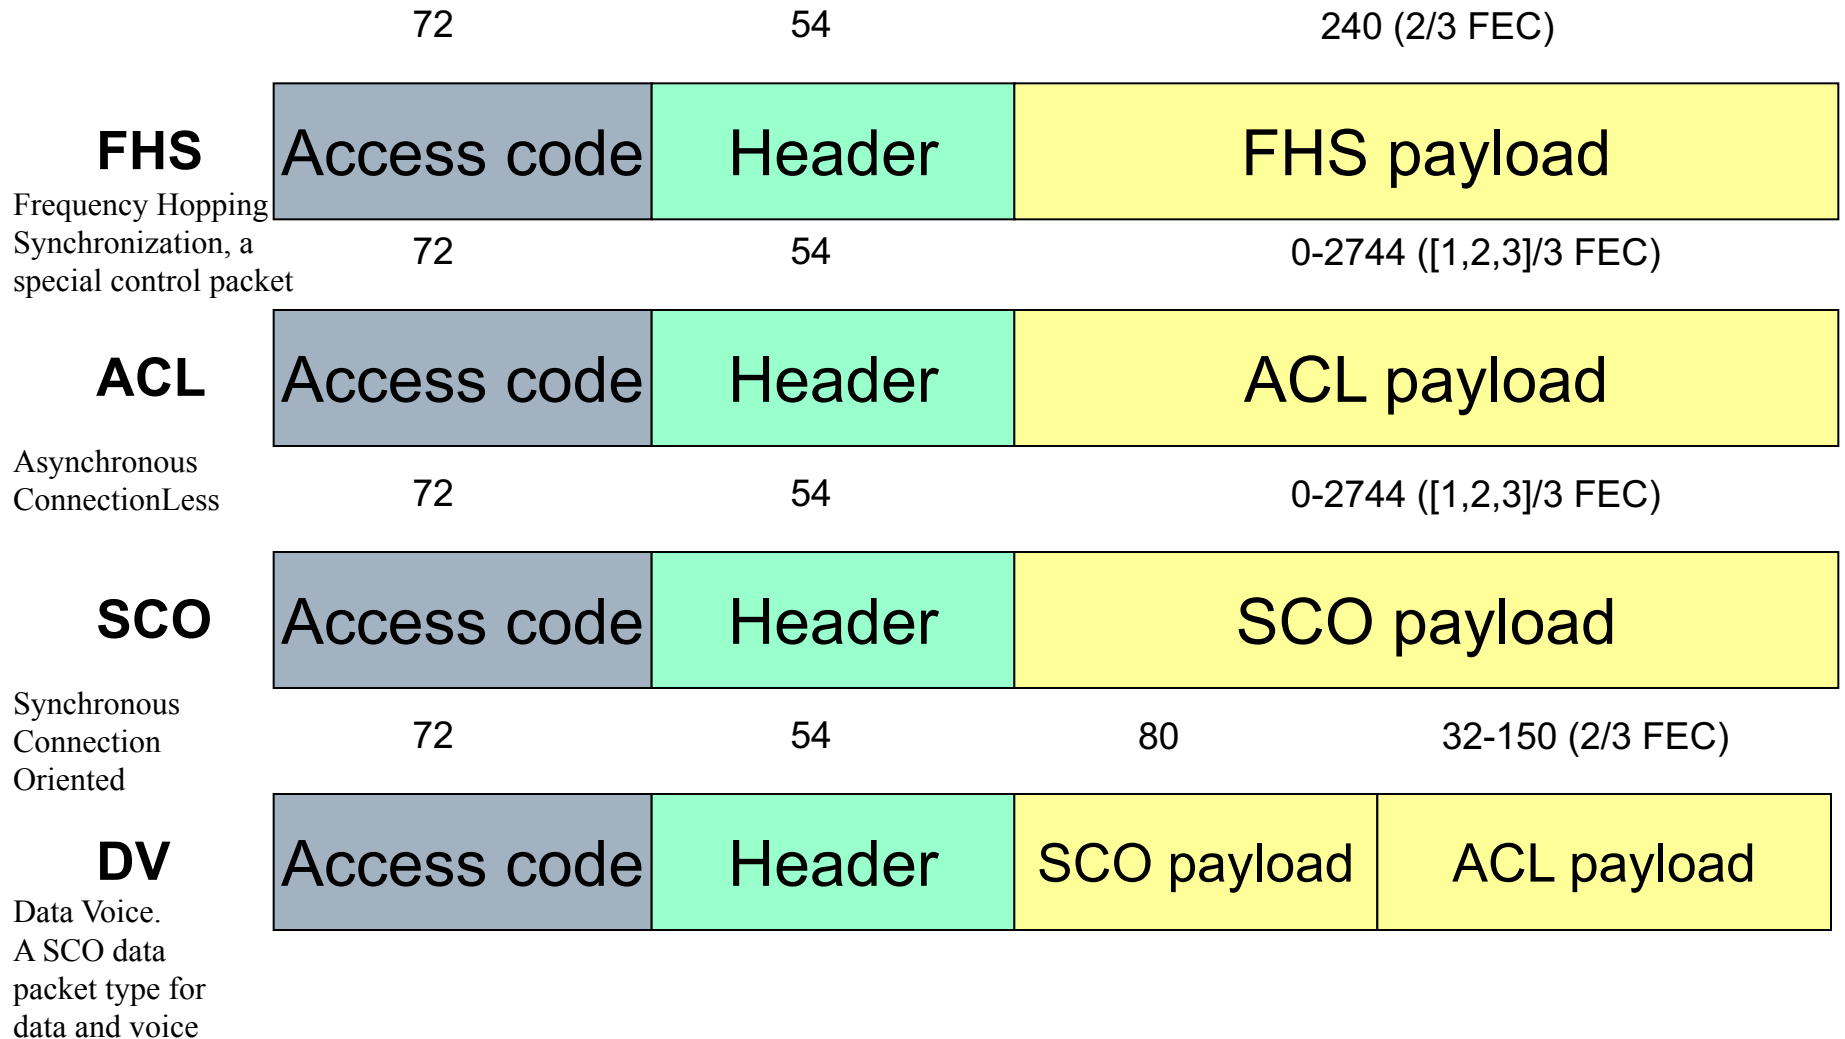 72 54 240 (2/3 FEC)
FHS Access code Header FHS payload
Frequency Hopping
Synchronization, a
special control packet
72 54 0-2744 ([1,2,3]/3 FEC)
ACL Access code Header ACL payload
Asynchronous
ConnectionLess
72 54 0-2744 ([1,2,3]/3 FEC)
SCO Access code Header SCO payload
Synchronous
Connection
Oriented
72 54 80 32-150 (2/3 FEC)
DV Access code Header SCO payload ACL payload
Data Voice.
A SCO data
packet type for
data and voice